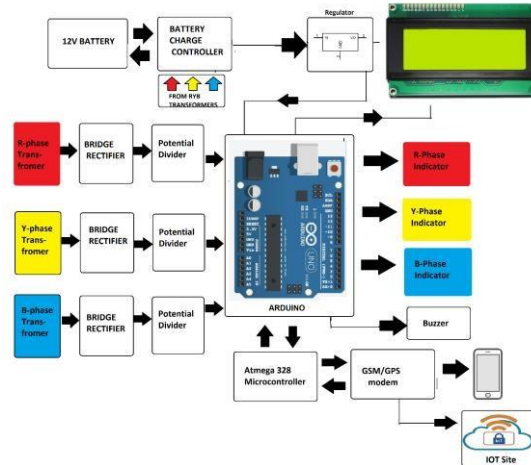 12V BATTERY
BATTERY
CHARGE
CONTROLLER
Regulator
FROM RYB
TRANSFORMERS
R-phase
Trans-
fromer
BRIDGE
RECTIFIER
Potential
Divider
R-Phase
Indicator
Y-phase
Trans-
fromer
BRIDGE
RECTIFIER
Potential
Divider
Y-Phase
Indicator
B-phase
Trans-
fromer
BRIDGE
RECTIFIER
Potential
Divider
B-Phase
Indicator
ARDUINO
UNO
ARDUINO
Buzzer
Atmega 328
Microcontroller
GSM/GPS
modem
IOT Site